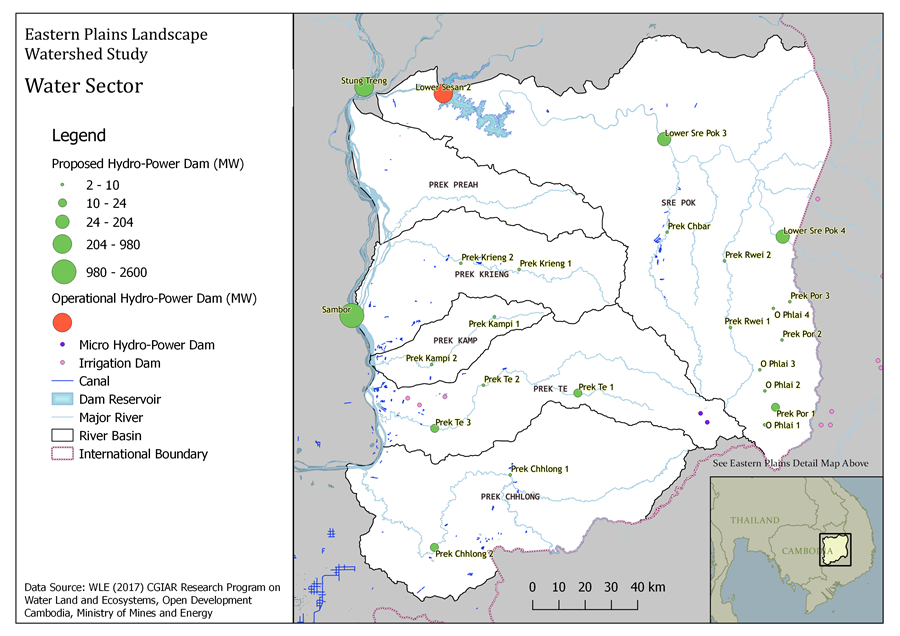 Eastern Plains Landscape
Watershed Study
Water Sector
Legend
Proposed Hydro-Power Dam (MW)
2 - 10
10 - 24
24 - 204
204 - 980
980 - 2600
Operational Hydro-Power Dam (MW)
Micro Hydro-Power Dam
Irrigation Dam
Canal
Dam Reservoir
Major River
River Basin
International Boundary
Data Source: WLE (2017) CGIAR Research Program on
Water Land and Ecosystems, Open Development
Cambodia, Ministry of Mines and Energy
Stung Treng
Lower Sesan 2
Lower Sre Pok 3
PREK PREAH
SRE POK
Prek Chbar
Lower Sre Pok 4
Prek Krieng 2
Prek Krieng 1
PREK KRIENG
Prek Rwei 2
Sambor
Prek Por 3
O Phlai 4
Prek Kampi 1
Prek Rwei 1
Prek Por 2
PREK KAMP
Prek Kampi 2
O Phlai 3
Prek Te 2
PREK TE
Prek Te 1
O Phlai 2
Prek Por 1
O Phlai 1
Prek Te 3
See Eastern Plains Detail Map Above
Prek Chhlong 1
PREK CHHLONG
Prek Chhlong 2
THAILAND
CAMBODIA
0 10 20 30 40 km